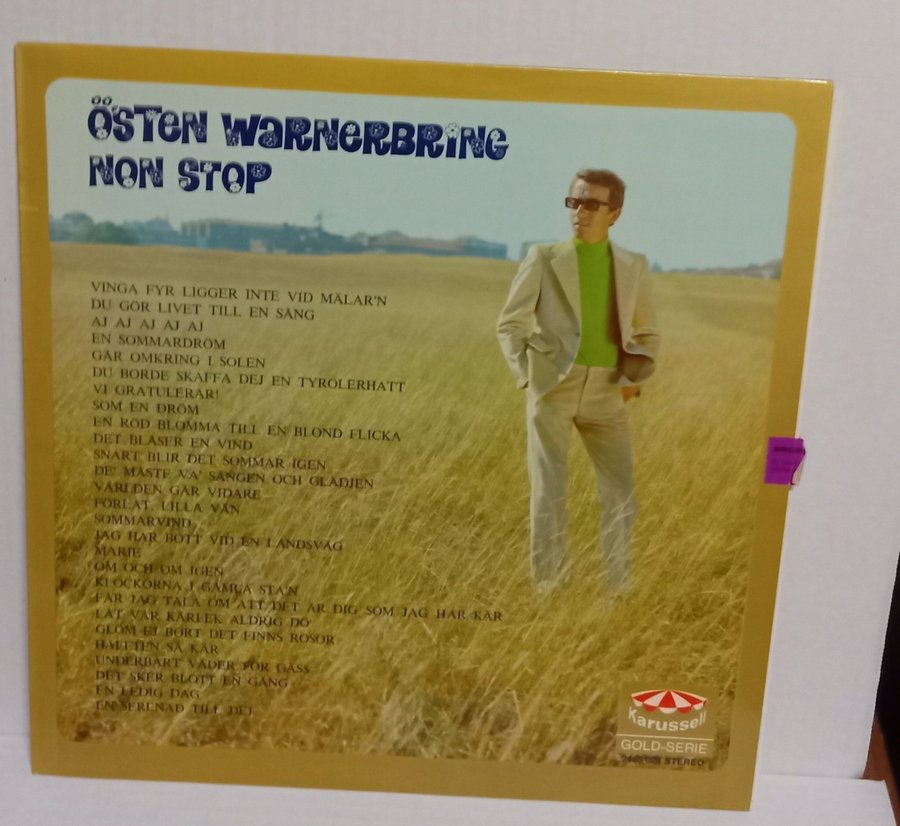 ÖSTEN WARNERBRING
NON STOP
VINGA FYR LIGGER INTE VID MÄLAR'N
DU GÖR LIVET TILL EN SÅNG
AJ AJ AJ AJ AJ
EN SOMMARDRÖM
GÅR OMKRING I SOLEN
DU BORDE SKAFFA DEJ EN TYROLERHATT
VI GRATULERAR!
SOM EN DRÖM
EN RÖD BLOMMA TILL EN BLOND FLICKA
DET BLÅSER EN VIND
SNART BLIR DET SOMMAR IGEN
DE' MÅSTE VA' SÅNGEN OCH GLÄDJEN
VÄRLDEN GÅR VIDARE
FÖRLÅT, LILLA VÄN
SOMMARVIND
JAG HAR BOTT VID EN LANDSVÄG
MARIE
OM OCH OM IGEN
KLOCKORNA I GAMLA STA'N
FÅR JAG TALA OM ATT DET ÄR DIG SOM JAG HAR KÄR
LÅT VÅR KÄRLEK ALDRIG DÖ
GLÖM EJ BORT DET FINNS ROSOR
HÄLFTEN SÅ KÄR
UNDERBART VÄDER FÖR GÄSS
DET SKER BLOTT EN GÅNG
EN LEDIG DAG
EN SERENAD TILL DEJ
Karussell
GOLD-SERIE
STEREO